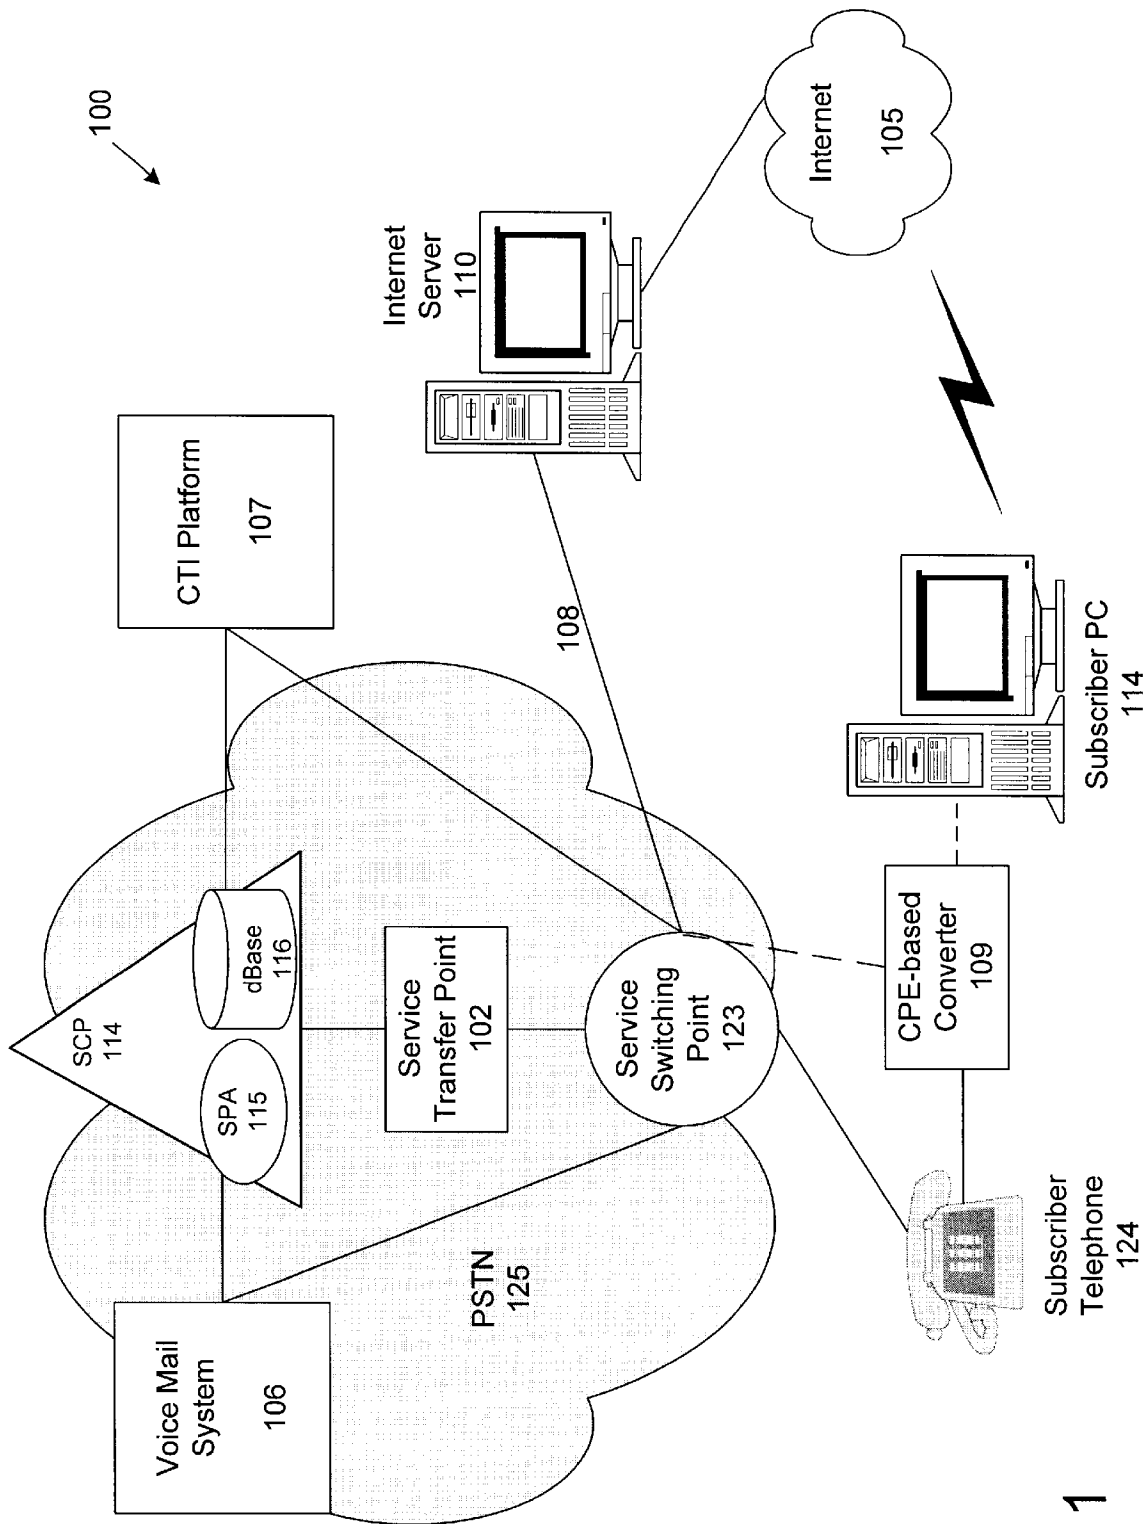 100
Voice Mail
System
106
SCP
114
SPA
115
dBase
116
CTI Platform
107
Service
Transfer Point
102
Internet
Server
110
PSTN
125
Service
Switching
Point
123
108
Internet
105
CPE-based
Converter
109
Subscriber
Telephone
124
Subscriber PC
114
1